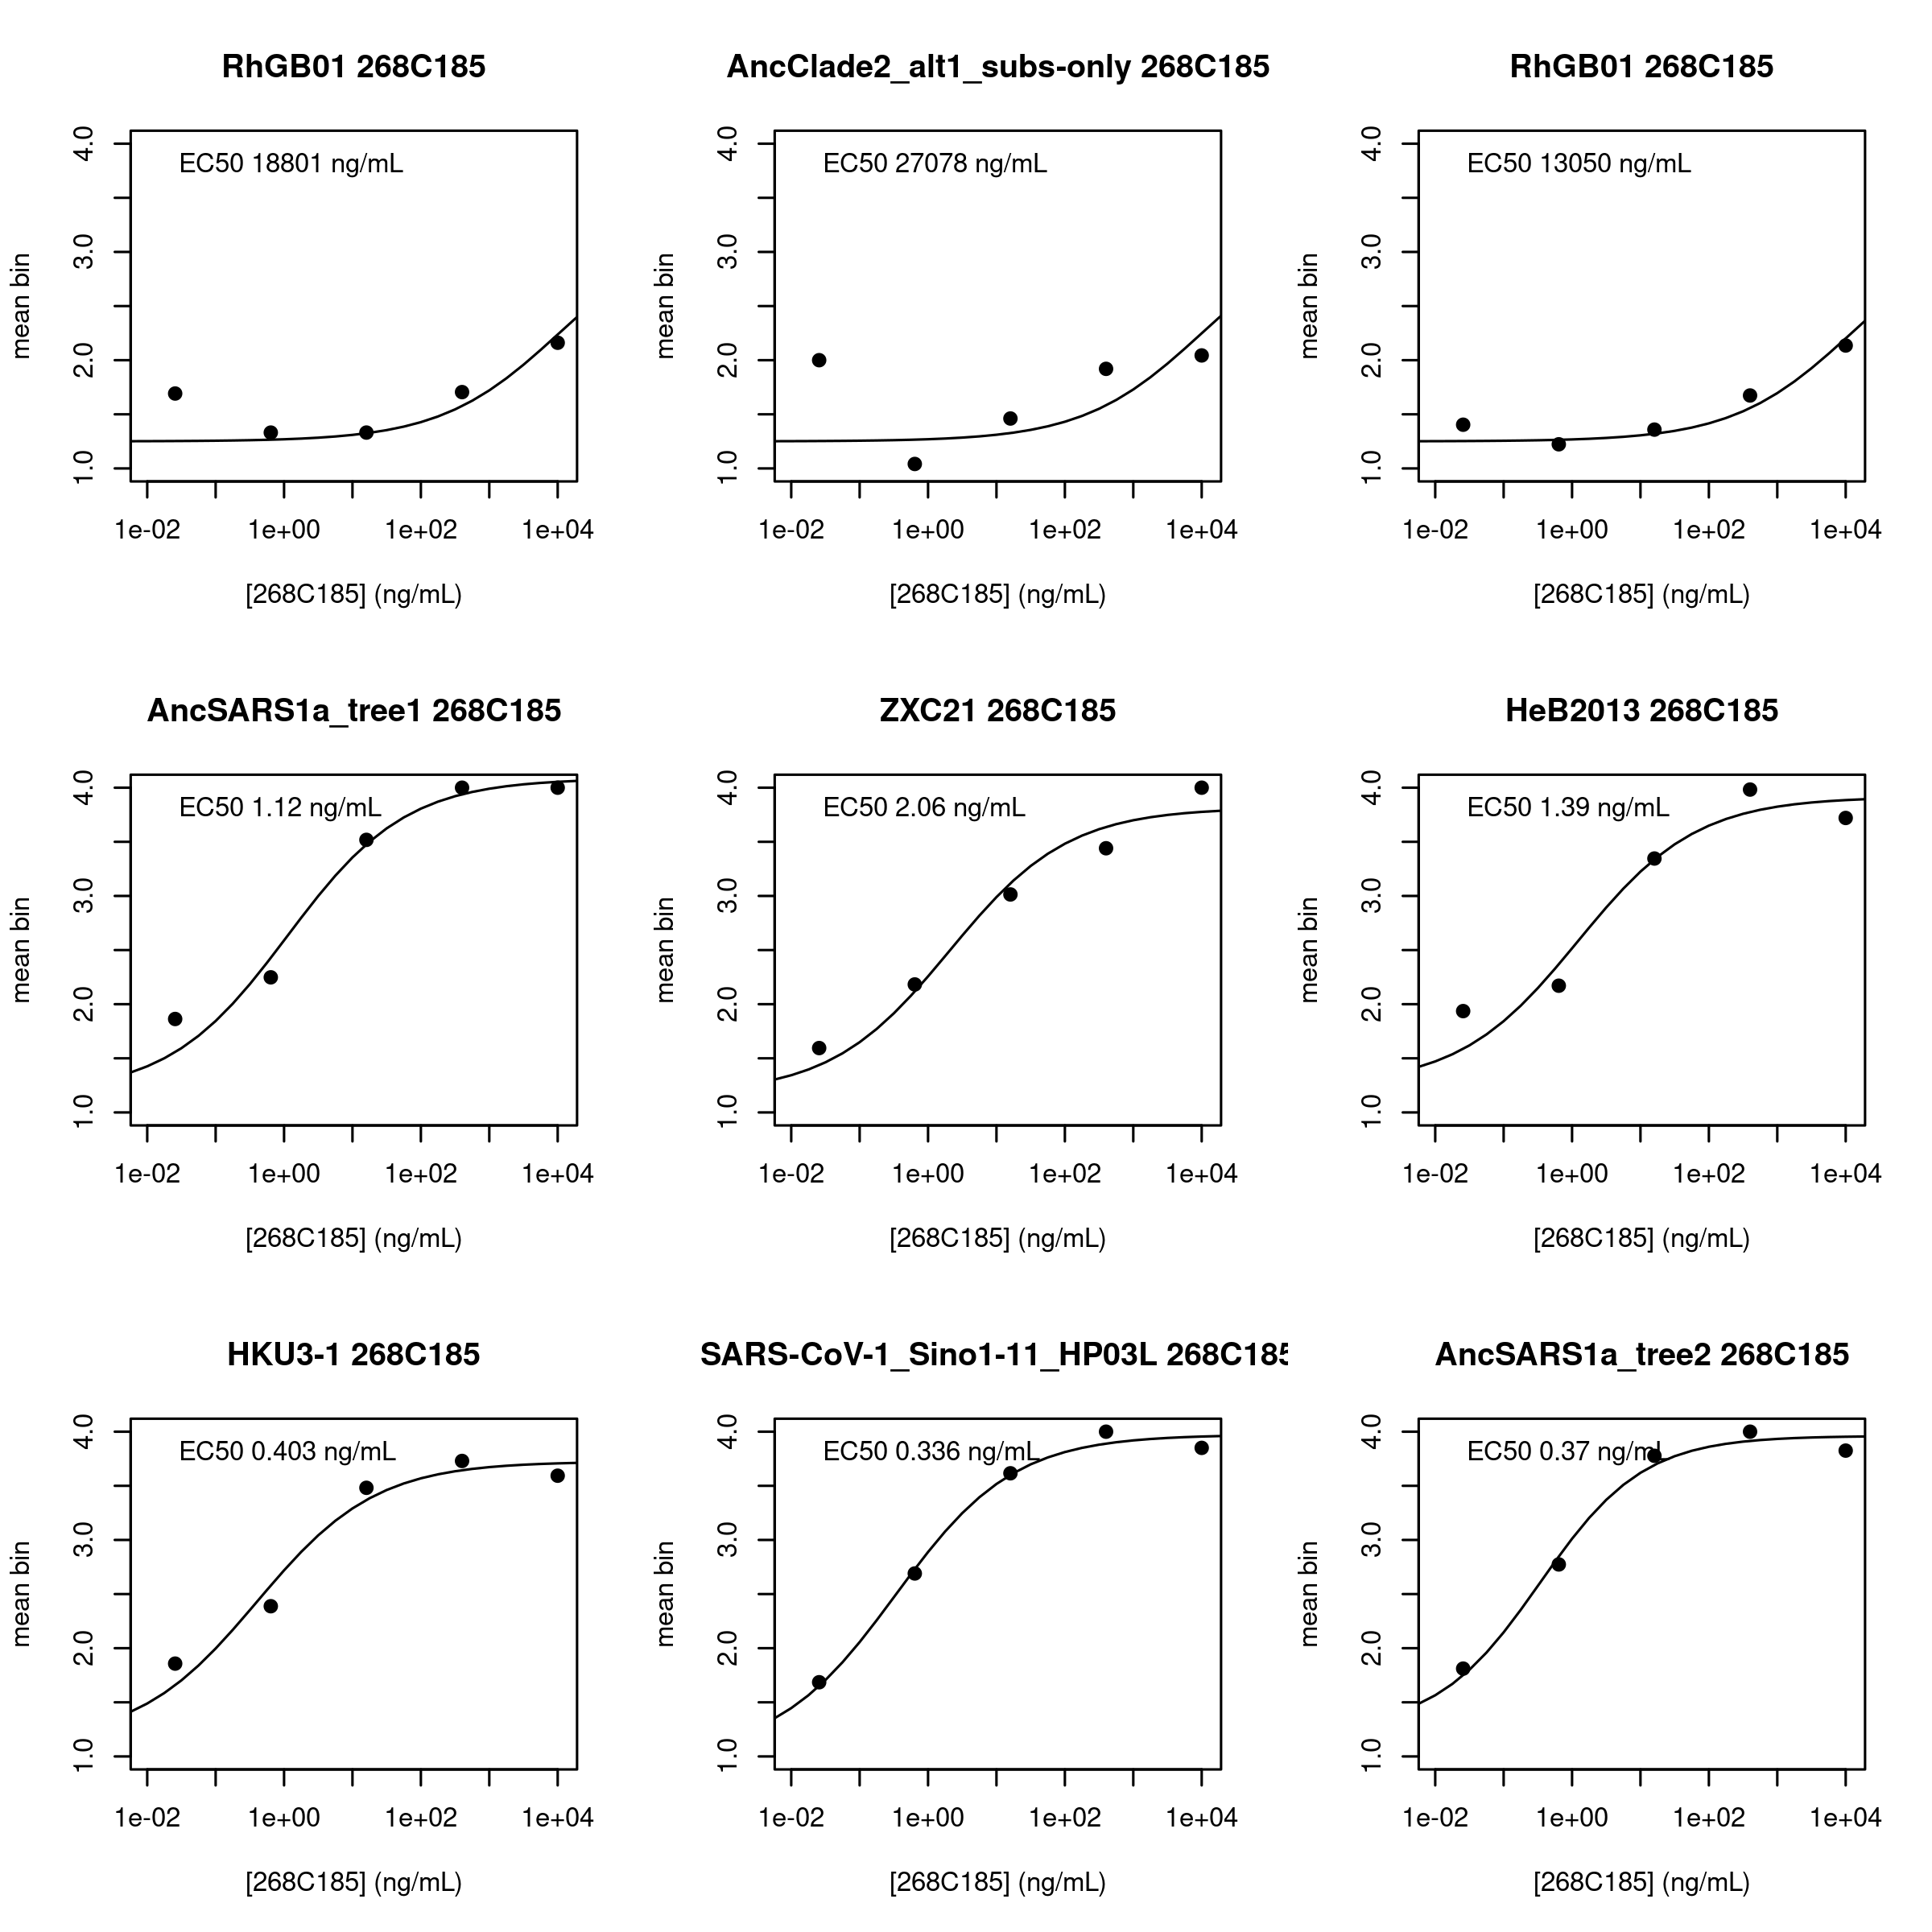 RhGB01 268C185
EC50 18801 ng/mL
mean bin
1.0 2.0 3.0 4.0
1e-02 1e+00 1e+02 1e+04
[268C185] (ng/mL)
AncClade2_alt1_subs-only 268C185
EC50 27078 ng/mL
mean bin
1.0 2.0 3.0 4.0
1e-02 1e+00 1e+02 1e+04
[268C185] (ng/mL)
RhGB01 268C185
EC50 13050 ng/mL
mean bin
1.0 2.0 3.0 4.0
1e-02 1e+00 1e+02 1e+04
[268C185] (ng/mL)
AncSARS1a_tree1 268C185
EC50 1.12 ng/mL
mean bin
1.0 2.0 3.0 4.0
1e-02 1e+00 1e+02 1e+04
[268C185] (ng/mL)
ZXC21 268C185
EC50 2.06 ng/mL
mean bin
1.0 2.0 3.0 4.0
1e-02 1e+00 1e+02 1e+04
[268C185] (ng/mL)
HeB2013 268C185
EC50 1.39 ng/mL
mean bin
1.0 2.0 3.0 4.0
1e-02 1e+00 1e+02 1e+04
[268C185] (ng/mL)
HKU3-1 268C185
EC50 0.403 ng/mL
mean bin
1.0 2.0 3.0 4.0
1e-02 1e+00 1e+02 1e+04
[268C185] (ng/mL)
SARS-CoV-1_Sino1-11_HP03L 268C185
EC50 0.336 ng/mL
mean bin
1.0 2.0 3.0 4.0
1e-02 1e+00 1e+02 1e+04
[268C185] (ng/mL)
AncSARS1a_tree2 268C185
EC50 0.37 ng/mL
mean bin
1.0 2.0 3.0 4.0
1e-02 1e+00 1e+02 1e+04
[268C185] (ng/mL)